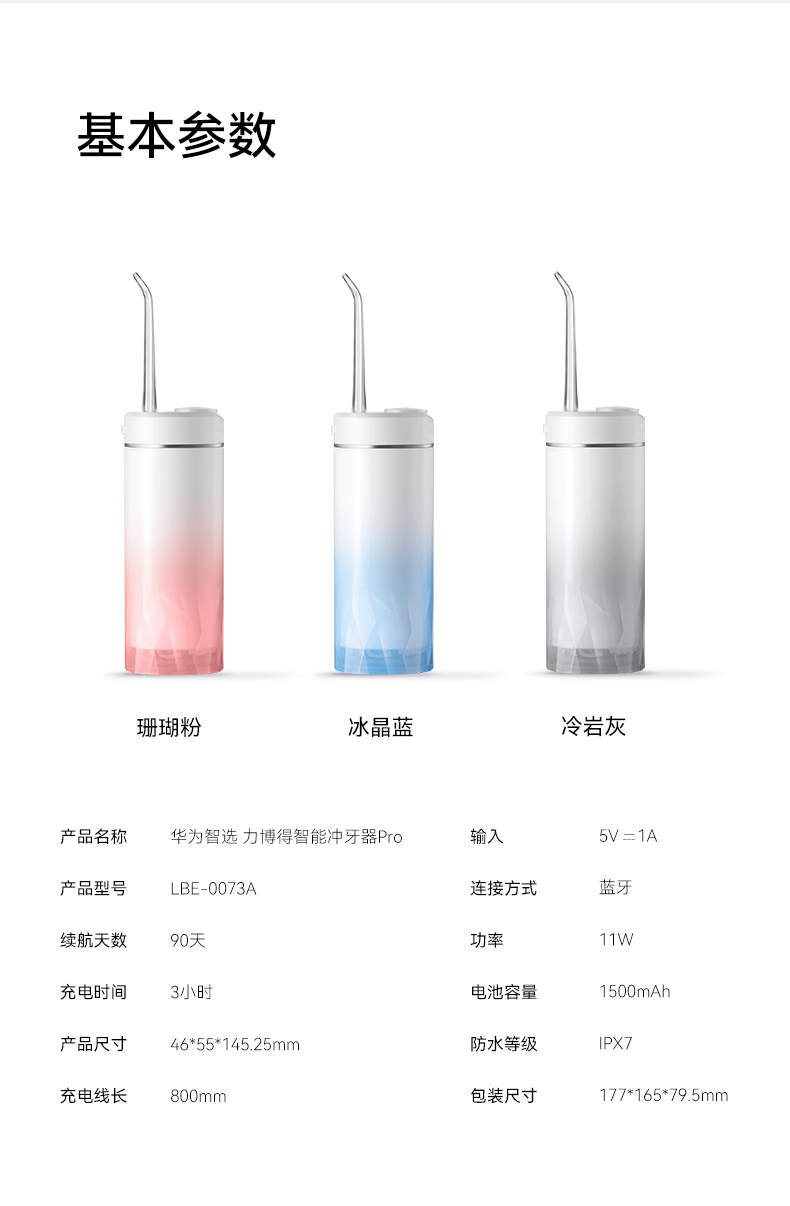 基本参数
珊瑚粉 冰晶蓝 冷岩灰
产品名称 华为智选 力博得智能冲牙器Pro 输入 5V⎓1A
产品型号 LBE-0073A 连接方式 蓝牙
续航天数 90天 功率 11W
充电时间 3小时 电池容量 1500mAh
产品尺寸 46*55*145.25mm 防水等级 IPX7
充电线长 800mm 包装尺寸 177*165*79.5mm